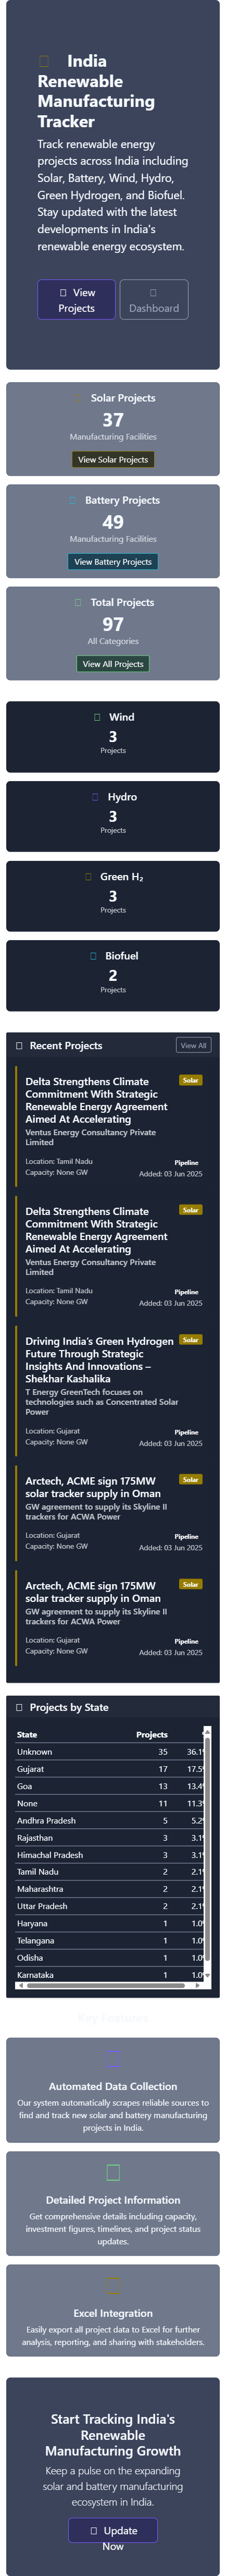 India
Renewable
Manufacturing
Tracker
Track renewable energy
projects across India including
Solar, Battery, Wind, Hydro,
Green Hydrogen, and Biofuel.
Stay updated with the latest
developments in India's
renewable energy ecosystem.
View
Projects
Dashboard
Solar Projects
37
Manufacturing Facilities
View Solar Projects
Battery Projects
49
Manufacturing Facilities
View Battery Projects
Total Projects
97
All Categories
View All Projects
Wind
3
Projects
Hydro
3
Projects
Green H₂
3
Projects
Biofuel
2
Projects
Recent Projects View All
Delta Strengthens Climate Solar
Commitment With Strategic
Renewable Energy Agreement
Aimed At Accelerating
Ventus Energy Consultancy Private
Limited
Location: Tamil Nadu Pipeline
Capacity: None GW Added: 03 Jun 2025
Delta Strengthens Climate Solar
Commitment With Strategic
Renewable Energy Agreement
Aimed At Accelerating
Ventus Energy Consultancy Private
Limited
Location: Tamil Nadu Pipeline
Capacity: None GW Added: 03 Jun 2025
Driving India's Green Hydrogen Solar
Future Through Strategic
Insights And Innovations –
Shekhar Kashalika
T Energy GreenTech focuses on
technologies such as Concentrated Solar
Power
Location: Gujarat Pipeline
Capacity: None GW Added: 03 Jun 2025
Arctech, ACME sign 175MW Solar
solar tracker supply in Oman
GW agreement to supply its Skyline II
trackers for ACWA Power
Location: Gujarat Pipeline
Capacity: None GW Added: 03 Jun 2025
Arctech, ACME sign 175MW Solar
solar tracker supply in Oman
GW agreement to supply its Skyline II
trackers for ACWA Power
Location: Gujarat Pipeline
Capacity: None GW Added: 03 Jun 2025
Projects by State
State Projects
Unknown 35 36.1%
Gujarat 17 17.5%
Goa 13 13.4%
None 11 11.3%
Andhra Pradesh 5 5.2%
Rajasthan 3 3.1%
Himachal Pradesh 3 3.1%
Tamil Nadu 2 2.1%
Maharashtra 2 2.1%
Uttar Pradesh 2 2.1%
Haryana 1 1.0%
Telangana 1 1.0%
Odisha 1 1.0%
Karnataka 1 1.0%
Key Features
Automated Data Collection
Our system automatically scrapes reliable sources to
find and track new solar and battery manufacturing
projects in India.
Detailed Project Information
Get comprehensive details including capacity,
investment figures, timelines, and project status
updates.
Excel Integration
Easily export all project data to Excel for further
analysis, reporting, and sharing with stakeholders.
Start Tracking India's
Renewable
Manufacturing Growth
Keep a pulse on the expanding
solar and battery manufacturing
ecosystem in India.
Update
Now